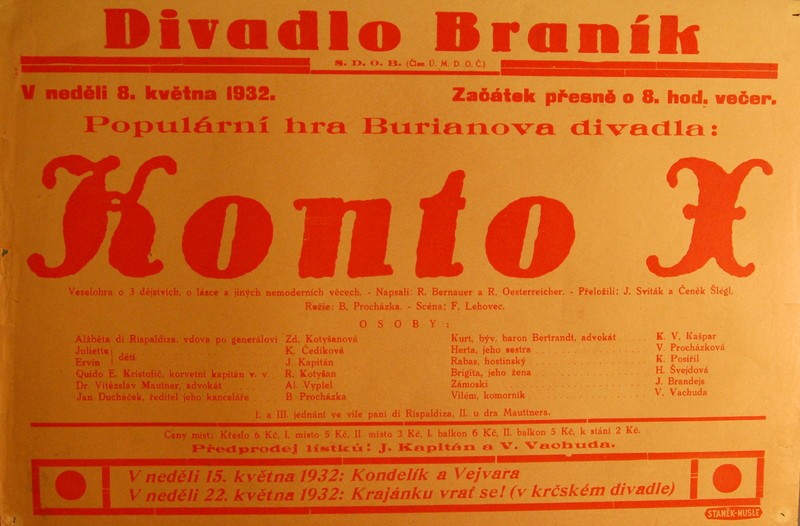 Divadlo Braník
S. D. O. B. (Člen Ú. M. D. O. Č.)
V neděli 8. května 1932. Začátek přesně o 8. hod. večer.
Populární hra Burianova divadla:
Konto X
Veselohra o 3 dějstvích, o lásce a jiných nemoderních věcech. - Napsali: R. Bernauer a R. Oesterreicher. - Přeložili: J. Sviták a Čeněk Šlégl.
Režie: B. Procházka. - Scéna: F. Lehovec.
OSOBY:
Alžběta di Rispaldiza, vdova po generálovi Zd. Kotyšanová
Julietta K. Čedíková
děti
Ervín J. Kapitán
Quido E. Kristofič, korvetní kapitán v. v. R. Kotyšan
Dr. Vítězslav Mautner, advokát Al. Vyplel
Jan Ducháček, ředitel jeho kanceláře B Procházka
Kurt, býv. baron Bertrandt, advokát K. V. Kašpar
Herta, jeho sestra V. Procházková
Rabas, hostinský K. Posířil
Brigita, jeho žena H. Švejdová
Zámoski J. Brandejs
Vilém, komorník V. Vachuda
I. a III. jednání ve vile paní di Rispaldiza, II. u dra Mauttnera.
Ceny míst: Křeslo 6 Kč, I. místo 5 Kč, II místo 3 Kč, I. balkon 6 Kč, II. balkon 5 Kč, k stání 2 Kč.
Předprodej lístků: J. Kapitán a V. Vachuda.
V neděli 15. května 1932: Kondelík a Vejvara
V neděli 22. května 1932: Krajánku vrať se! (v krčském divadle)
STANĚK-NUSLE